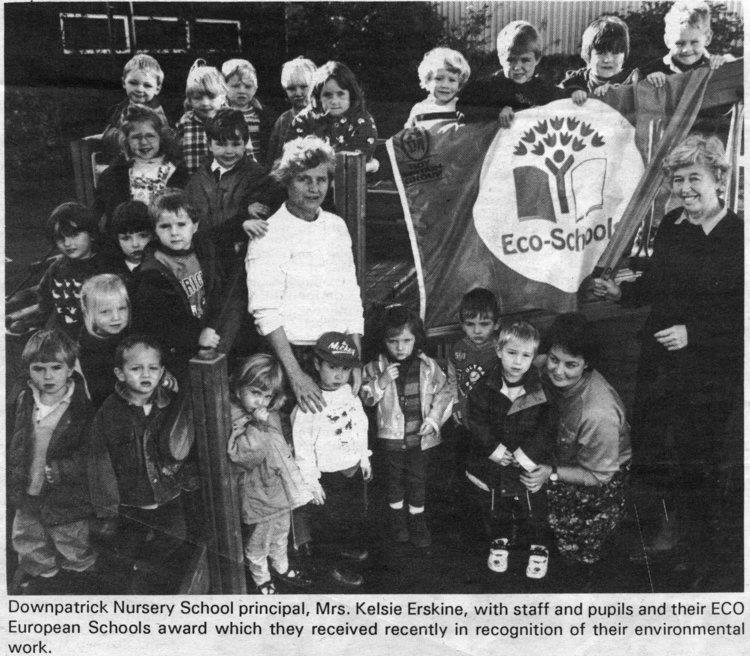 Eco-Schools
Mickey
Downpatrick Nursery School principal, Mrs. Kelsie Erskine, with staff and pupils and their ECO
European Schools award which they received recently in recognition of their environmental
work.